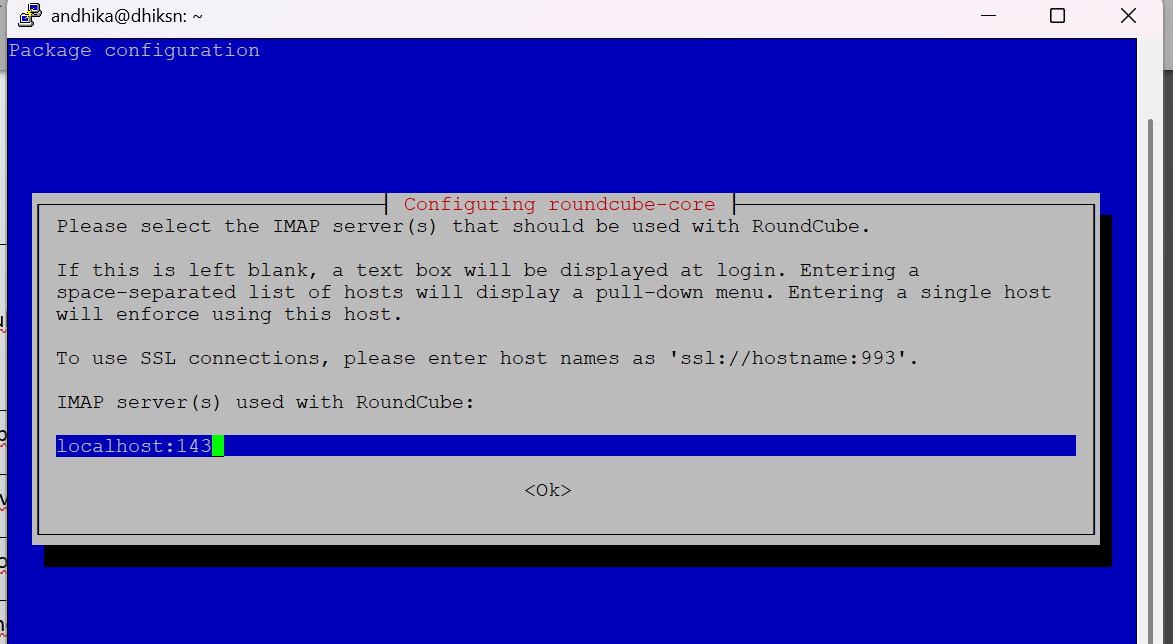 andhika@dhiksn: ~
Package configuration
Configuring roundcube-core
Please select the IMAP server(s) that should be used with RoundCube.
If this is left blank, a text box will be displayed at login. Entering a
space-separated list of hosts will display a pull-down menu. Entering a single host
will enforce using this host.
To use SSL connections, please enter host names as 'ssl://hostname:993'.
IMAP server(s) used with RoundCube:
localhost:143
<Ok>